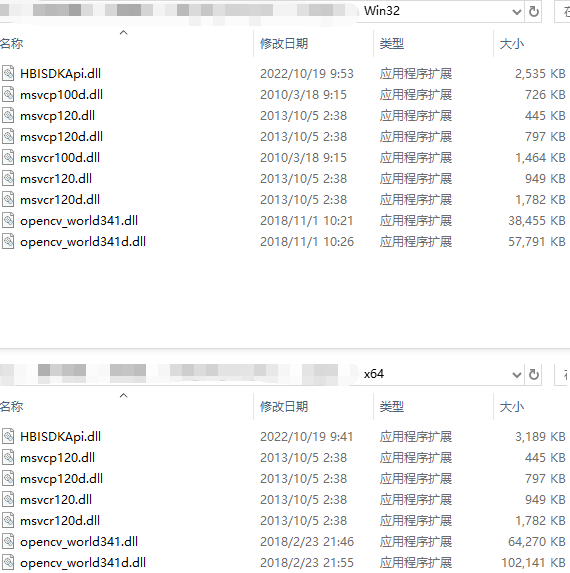 Win32
名称 修改日期 类型 大小
HBISDKApi.dll 2022/10/19 9:53 应用程序扩展 2,535 KB
msvcp100d.dll 2010/3/18 9:15 应用程序扩展 726 KB
msvcp120.dll 2013/10/5 2:38 应用程序扩展 445 KB
msvcp120d.dll 2013/10/5 2:38 应用程序扩展 797 KB
msvcr100d.dll 2010/3/18 9:15 应用程序扩展 1,464 KB
msvcr120.dll 2013/10/5 2:38 应用程序扩展 949 KB
msvcr120d.dll 2013/10/5 2:38 应用程序扩展 1,782 KB
opencv_world341.dll 2018/11/1 10:21 应用程序扩展 38,455 KB
opencv_world341d.dll 2018/11/1 10:26 应用程序扩展 57,791 KB
x64
名称 修改日期 类型 大小
HBISDKApi.dll 2022/10/19 9:41 应用程序扩展 3,189 KB
msvcp120.dll 2013/10/5 2:38 应用程序扩展 445 KB
msvcp120d.dll 2013/10/5 2:38 应用程序扩展 797 KB
msvcr120.dll 2013/10/5 2:38 应用程序扩展 949 KB
msvcr120d.dll 2013/10/5 2:38 应用程序扩展 1,782 KB
opencv_world341.dll 2018/2/23 21:46 应用程序扩展 64,270 KB
opencv_world341d.dll 2018/2/23 21:55 应用程序扩展 102,141 KB